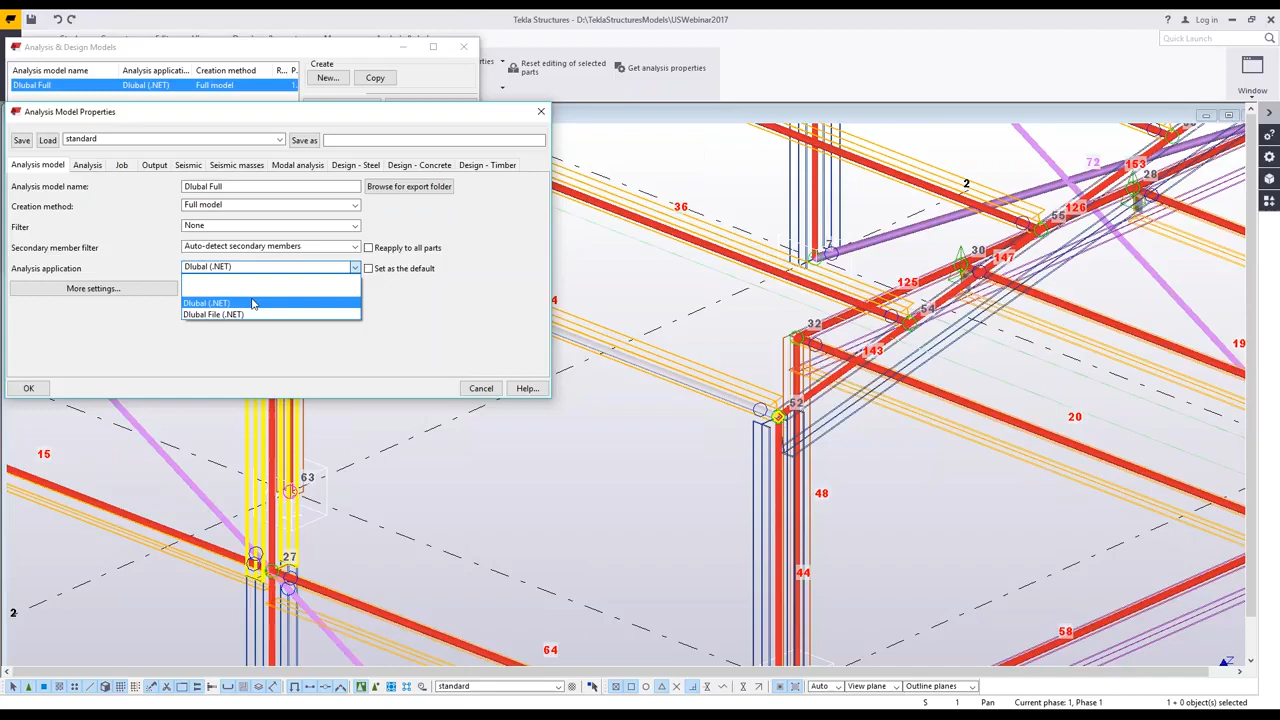 Tekla Structures - D:\TeklaStructuresModels\USWebinar2017
Log in
Quick Launch
Analysis & Design Models
Analysis model name
Analysis applicati...
Creation method
R...
P.
Dlubal Full
Dlubal (.NET)
Full model
1,
Create
New...
Copy
Reset editing of selected
parts
Get analysis properties
Window
Analysis Model Properties
Save
Load
standard
Save as
Analysis model
Analysis
Job
Output
Seismic
Seismic masses
Modal analysis
Design - Steel
Design - Concrete
Design - Timber
Analysis model name:
Dlubal Full
Browse for export folder
Creation method:
Full model
Filter
None
Secondary member filter
Auto-detect secondary members
Reapply to all parts
Analysis application
Dlubal (.NET)
Set as the default
More settings...
Dlubal (.NET)
Dlubal File (.NET)
OK
Cancel
Help...
72
153
28
2
36
126
55
30
147
125
54
32
143
19
4
52
20
15
63
48
27
44
2
64
58
Z
standard
Auto
View plane
Outline planes
S
1
Pan
Current phase: 1, Phase 1
1 + 0 object(s) selected